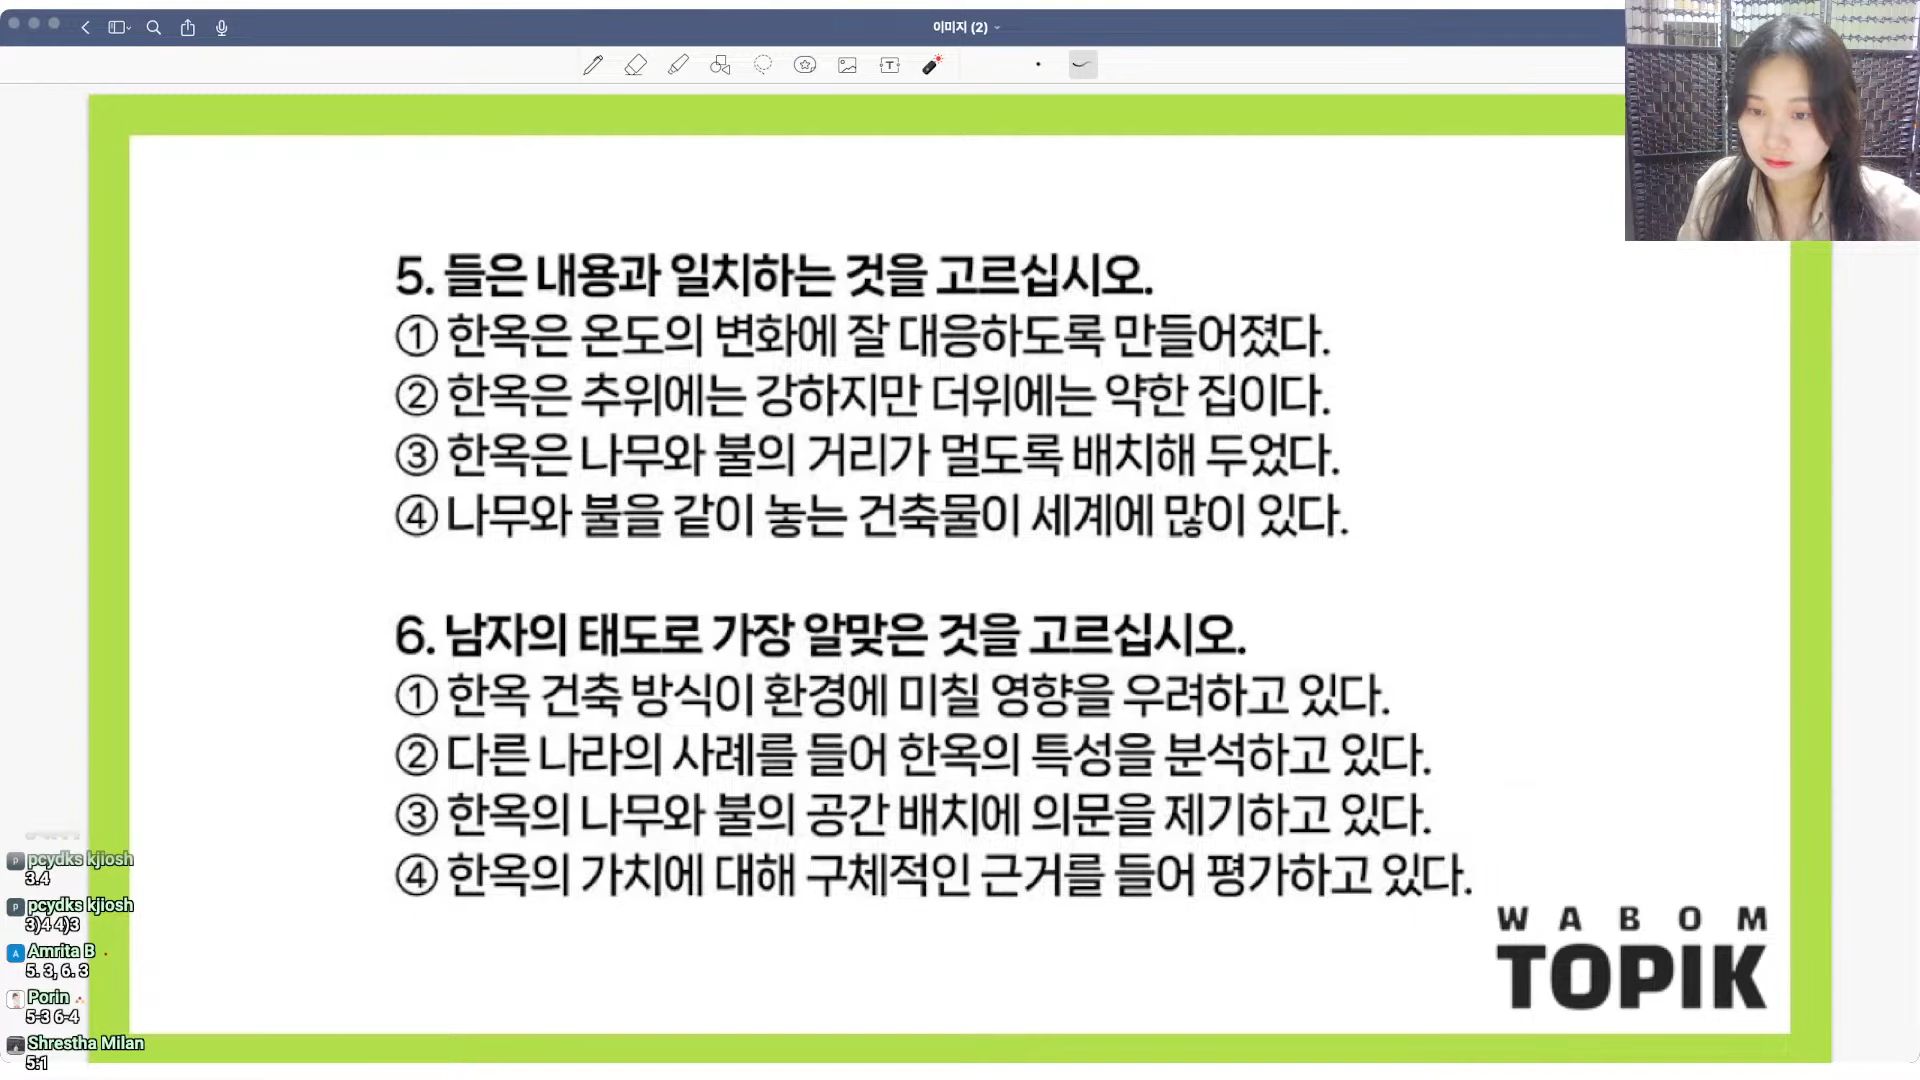 이미지 (2)
5. 들은 내용과 일치하는 것을 고르십시오.
① 한옥은 온도의 변화에 잘 대응하도록 만들어졌다.
② 한옥은 추위에는 강하지만 더위에는 약한 집이다.
③ 한옥은 나무와 불의 거리가 멀도록 배치해 두었다.
④ 나무와 불을 같이 놓는 건축물이 세계에 많이 있다.
6. 남자의 태도로 가장 알맞은 것을 고르십시오.
① 한옥 건축 방식이 환경에 미칠 영향을 우려하고 있다.
② 다른 나라의 사례를 들어 한옥의 특성을 분석하고 있다.
③ 한옥의 나무와 불의 공간 배치에 의문을 제기하고 있다.
④ 한옥의 가치에 대해 구체적인 근거를 들어 평가하고 있다.
WABOM
TOPIK
pcydks kjiosh
3.4
pcydks kjiosh
3)4 4)3
Amrita B
5. 3, 6. 3
Porin
5-3 6-4
Shrestha Milan
5:1